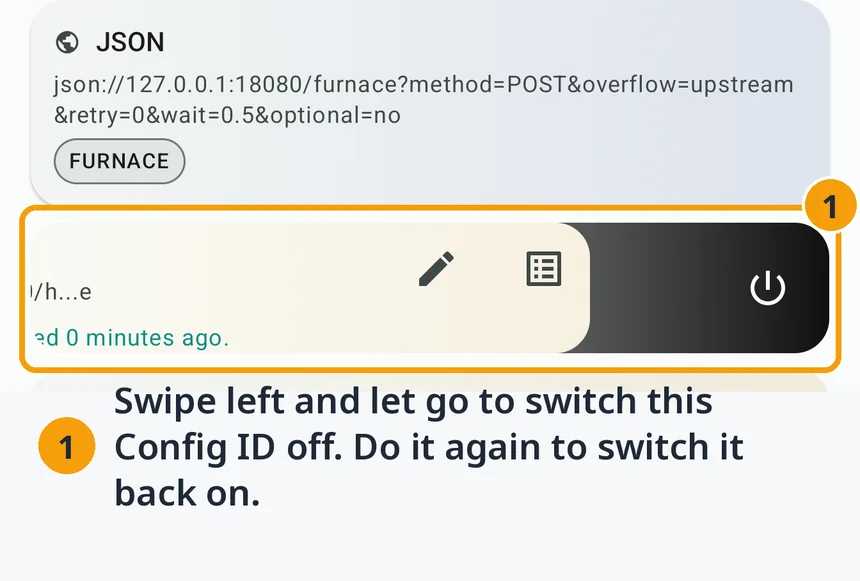 JSON
json://127.0.0.1:18080/furnace?method=POST&overflow=upstream
&retry=0&wait=0.5&optional=no
FURNACE
1
/h...e
ed 0 minutes ago.
1
Swipe left and let go to switch this
Config ID off. Do it again to switch it
back on.